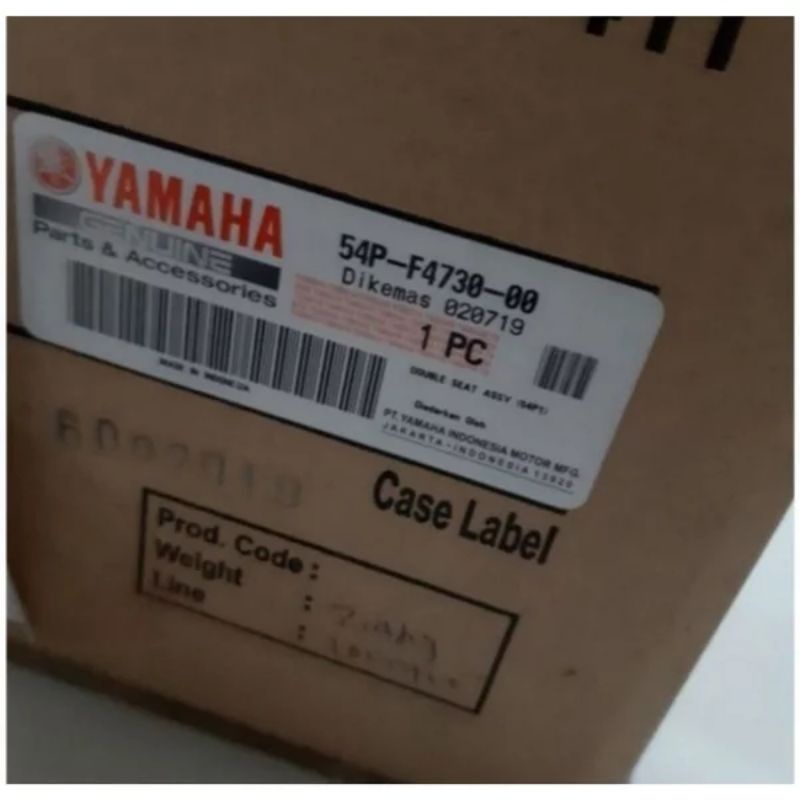 YAMAHA
GENUINE
Parts & Accessories
54P-F4730-00
Dikemas 020719
1 PC
MADE IN INDONESIA
DOUBLE SEAT ASSY (54P1)
Diedarkan Oleh
PT.YAMAHA INDONESIA MOTOR MFG.
JAKARTA-INDONESIA 13920
Case Label
Prod. Code :
Weight :
Line :